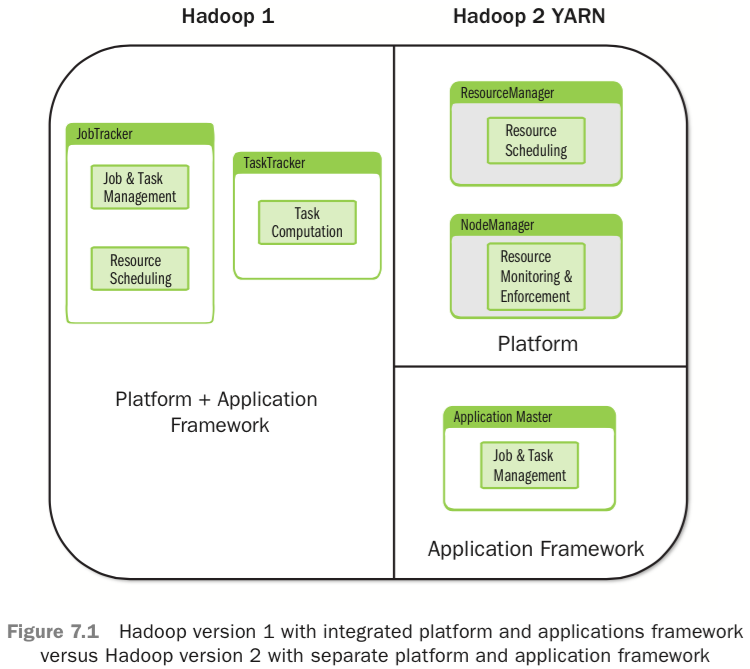 Hadoop 1
Hadoop 2 YARN
JobTracker
Job & Task
Management
Resource
Scheduling
TaskTracker
Task
Computation
Platform + Application
Framework
ResourceManager
Resource
Scheduling
NodeManager
Resource
Monitoring &
Enforcement
Platform
Application Master
Job & Task
Management
Application Framework
Figure 7.1 Hadoop version 1 with integrated platform and applications framework
versus Hadoop version 2 with separate platform and application framework